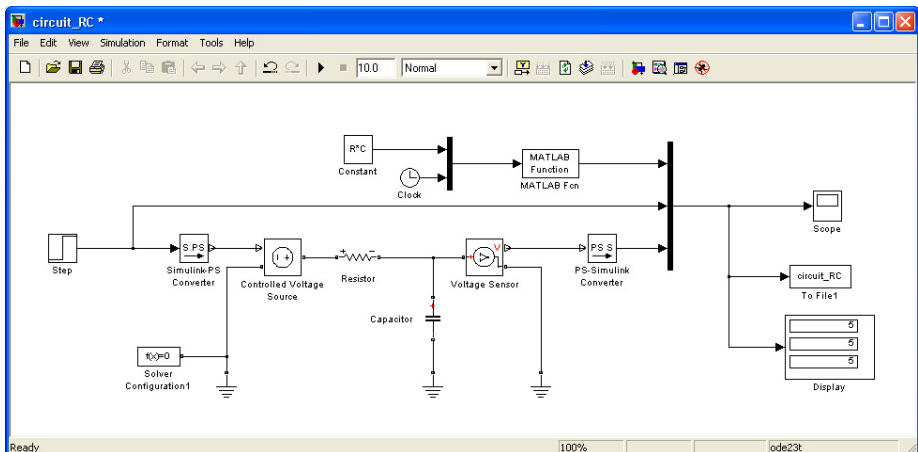 circuit_RC *
File Edit View Simulation Format Tools Help
10.0 Normal
R*C
Constant
Clock
MATLAB
Function
MATLAB Fcn
Step
S PS
Simulink-PS
Converter
Controlled Voltage
Source
Resistor
V
Voltage Sensor
PS S
PS-Simulink
Converter
Scope
circuit_RC
To File1
Capacitor
f(x)=0
Solver
Configuration1
5
5
5
Display
Ready 100% ode23t